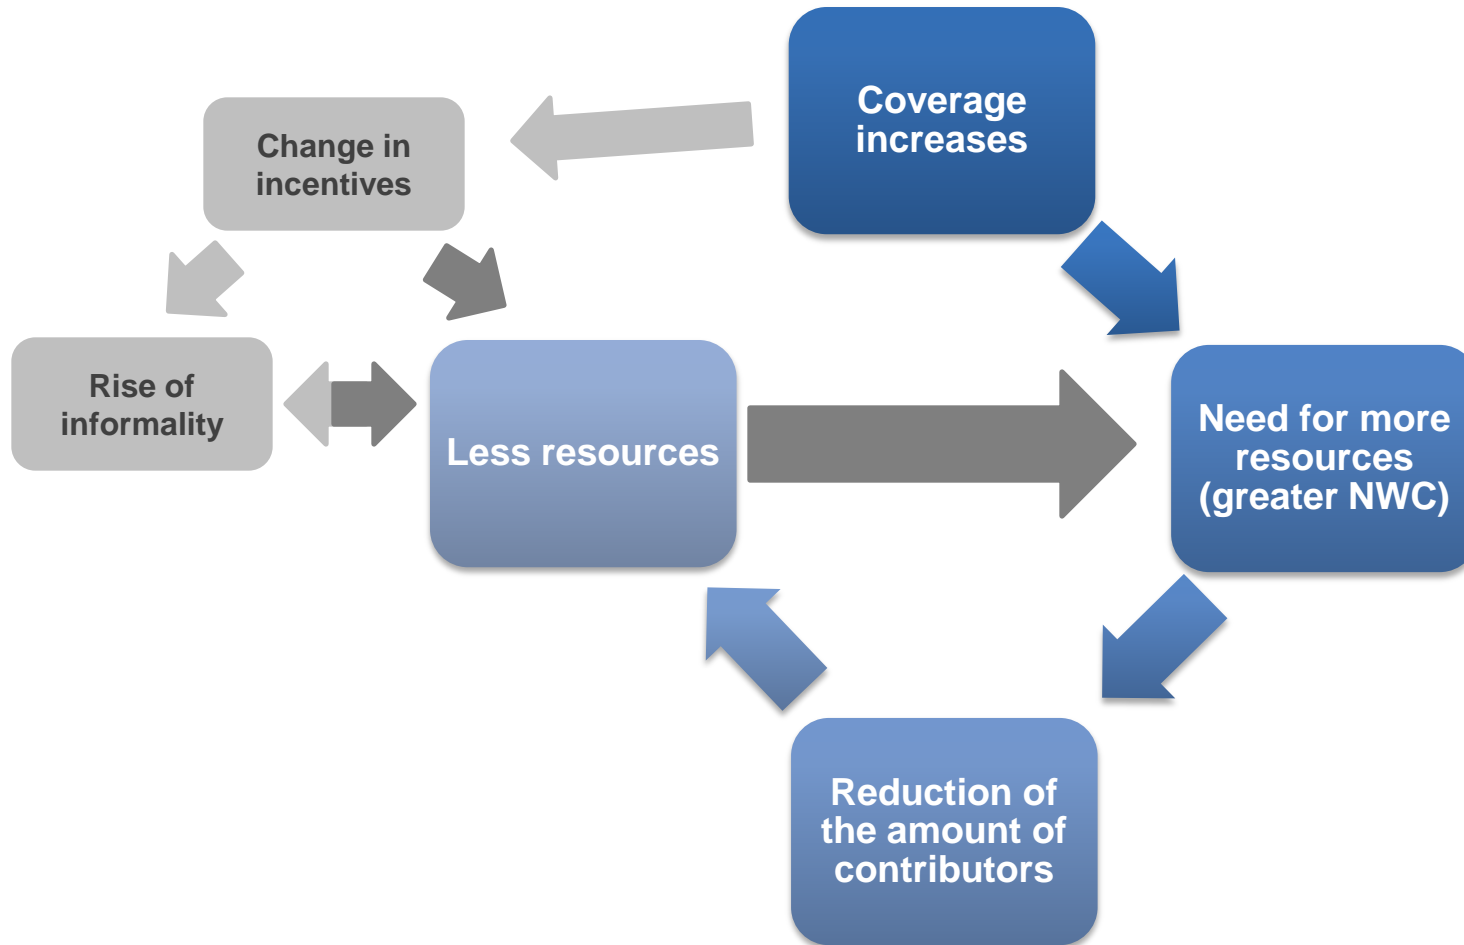 Coverage
increases
Change in
incentives
Rise of
informality
Less resources
Need for more
resources
(greater NWC)
Reduction of
the amount of
contributors